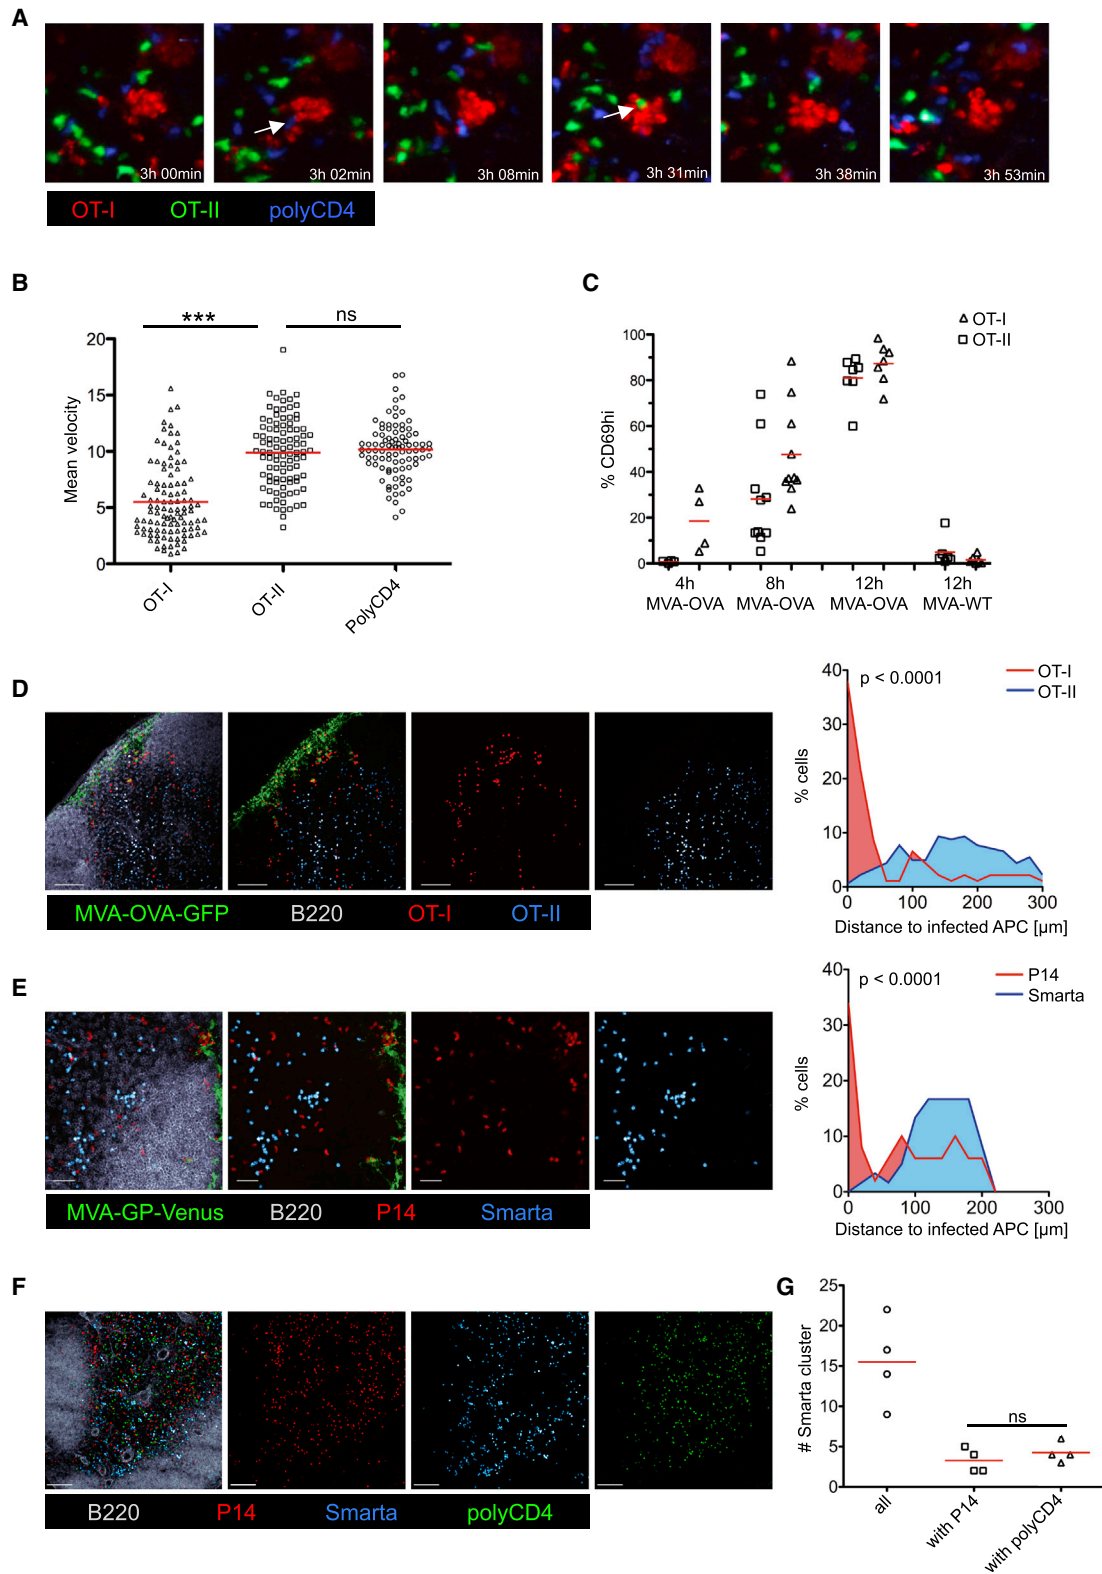 A
3h 00min
3h 02min
3h 08min
3h 31min
3h 38min
3h 53min
OT-I OT-II polyCD4
B
*** ns
Mean velocity
20
15
10
5
0
OT-I
OT-II
PolyCD4
C
OT-I
OT-II
% CD69hi
100
80
60
40
20
0
4h 8h 12h 12h
MVA-OVA MVA-OVA MVA-OVA MVA-WT
D
MVA-OVA-GFP B220 OT-I OT-II
p < 0.0001
OT-I
OT-II
% cells
40
30
20
10
0
0 100 200 300
Distance to infected APC [µm]
E
MVA-GP-Venus B220 P14 Smarta
p < 0.0001
P14
Smarta
% cells
40
30
20
10
0
0 100 200 300
Distance to infected APC [µm]
F
B220 P14 Smarta polyCD4
G
# Smarta cluster
25
20
15
10
5
0
ns
all
with P14
with polyCD4